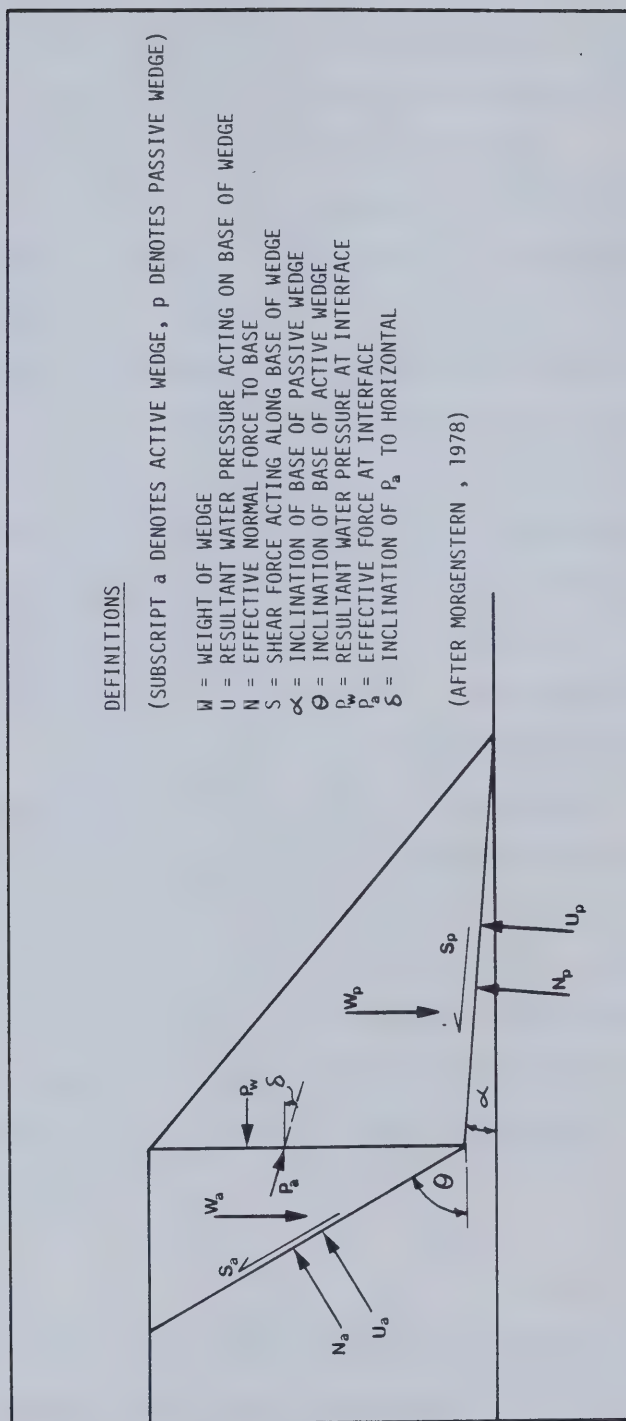 DEFINITIONS
(SUBSCRIPT a DENOTES ACTIVE WEDGE, p DENOTES PASSIVE WEDGE)
W = WEIGHT OF WEDGE
U = RESULTANT WATER PRESSURE ACTING ON BASE OF WEDGE
N = EFFECTIVE NORMAL FORCE TO BASE
S = SHEAR FORCE ACTING ALONG BASE OF WEDGE
α = INCLINATION OF BASE OF PASSIVE WEDGE
θ = INCLINATION OF BASE OF ACTIVE WEDGE
Pw = RESULTANT WATER PRESSURE AT INTERFACE
Pa = EFFECTIVE FORCE AT INTERFACE
δ = INCLINATION OF Pa TO HORIZONTAL
(AFTER MORGENSTERN , 1978)
Wa
Sa
Na
Ua
Pa
Pw
δ
θ
Wp
Sp
α
Np
Up